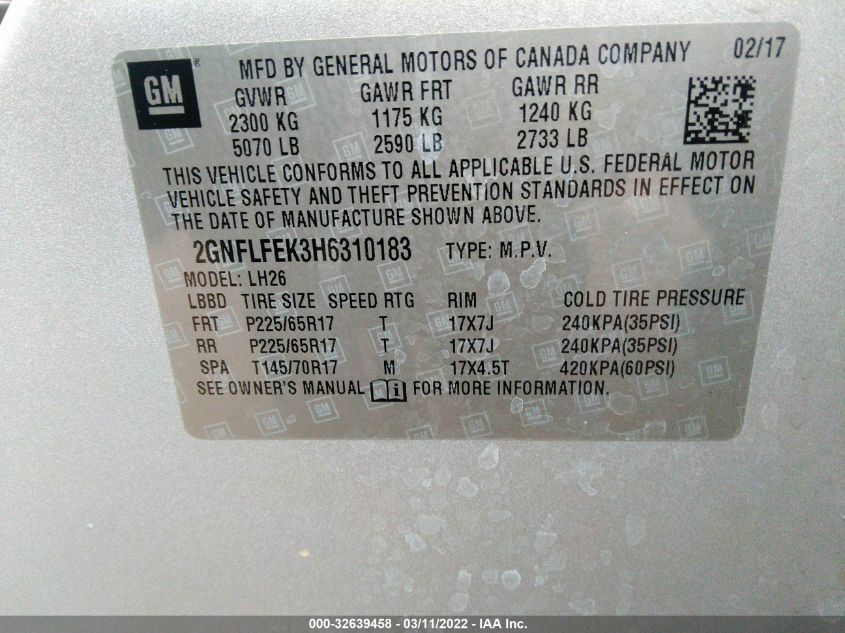 GM ® MFD BY GENERAL MOTORS OF CANADA COMPANY 02/17
GVWR GAWR FRT GAWR RR
2300 KG 1175 KG 1240 KG
5070 LB 2590 LB 2733 LB
THIS VEHICLE CONFORMS TO ALL APPLICABLE U.S. FEDERAL MOTOR
VEHICLE SAFETY AND THEFT PREVENTION STANDARDS IN EFFECT ON
THE DATE OF MANUFACTURE SHOWN ABOVE.
2GNFLFEK3H6310183 TYPE: M.P.V.
MODEL: LH26
LBBD TIRE SIZE SPEED RTG RIM COLD TIRE PRESSURE
FRT P225/65R17 T 17X7J 240KPA(35PSI)
RR P225/65R17 T 17X7J 240KPA(35PSI)
SPA T145/70R17 M 17X4.5T 420KPA(60PSI)
SEE OWNER'S MANUAL FOR MORE INFORMATION.
000-32639458 - 03/11/2022 - IAA Inc.